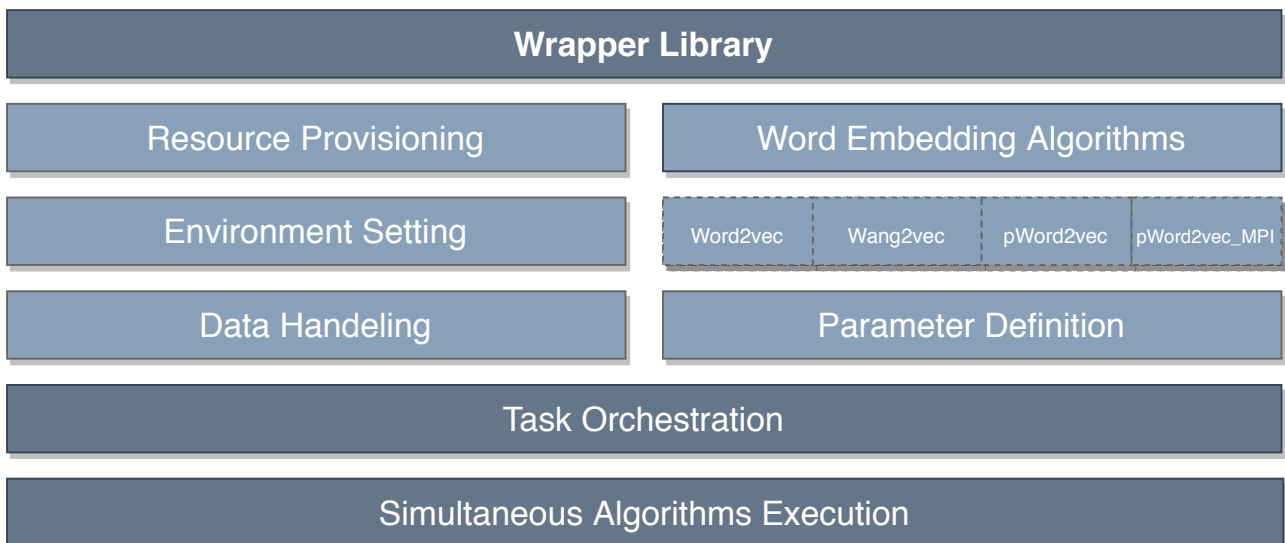 Wrapper Library
Resource Provisioning
Word Embedding Algorithms
Environment Setting
Word2vec
Wang2vec
pWord2vec
pWord2vec_MPI
Data Handeling
Parameter Definition
Task Orchestration
Simultaneous Algorithms Execution